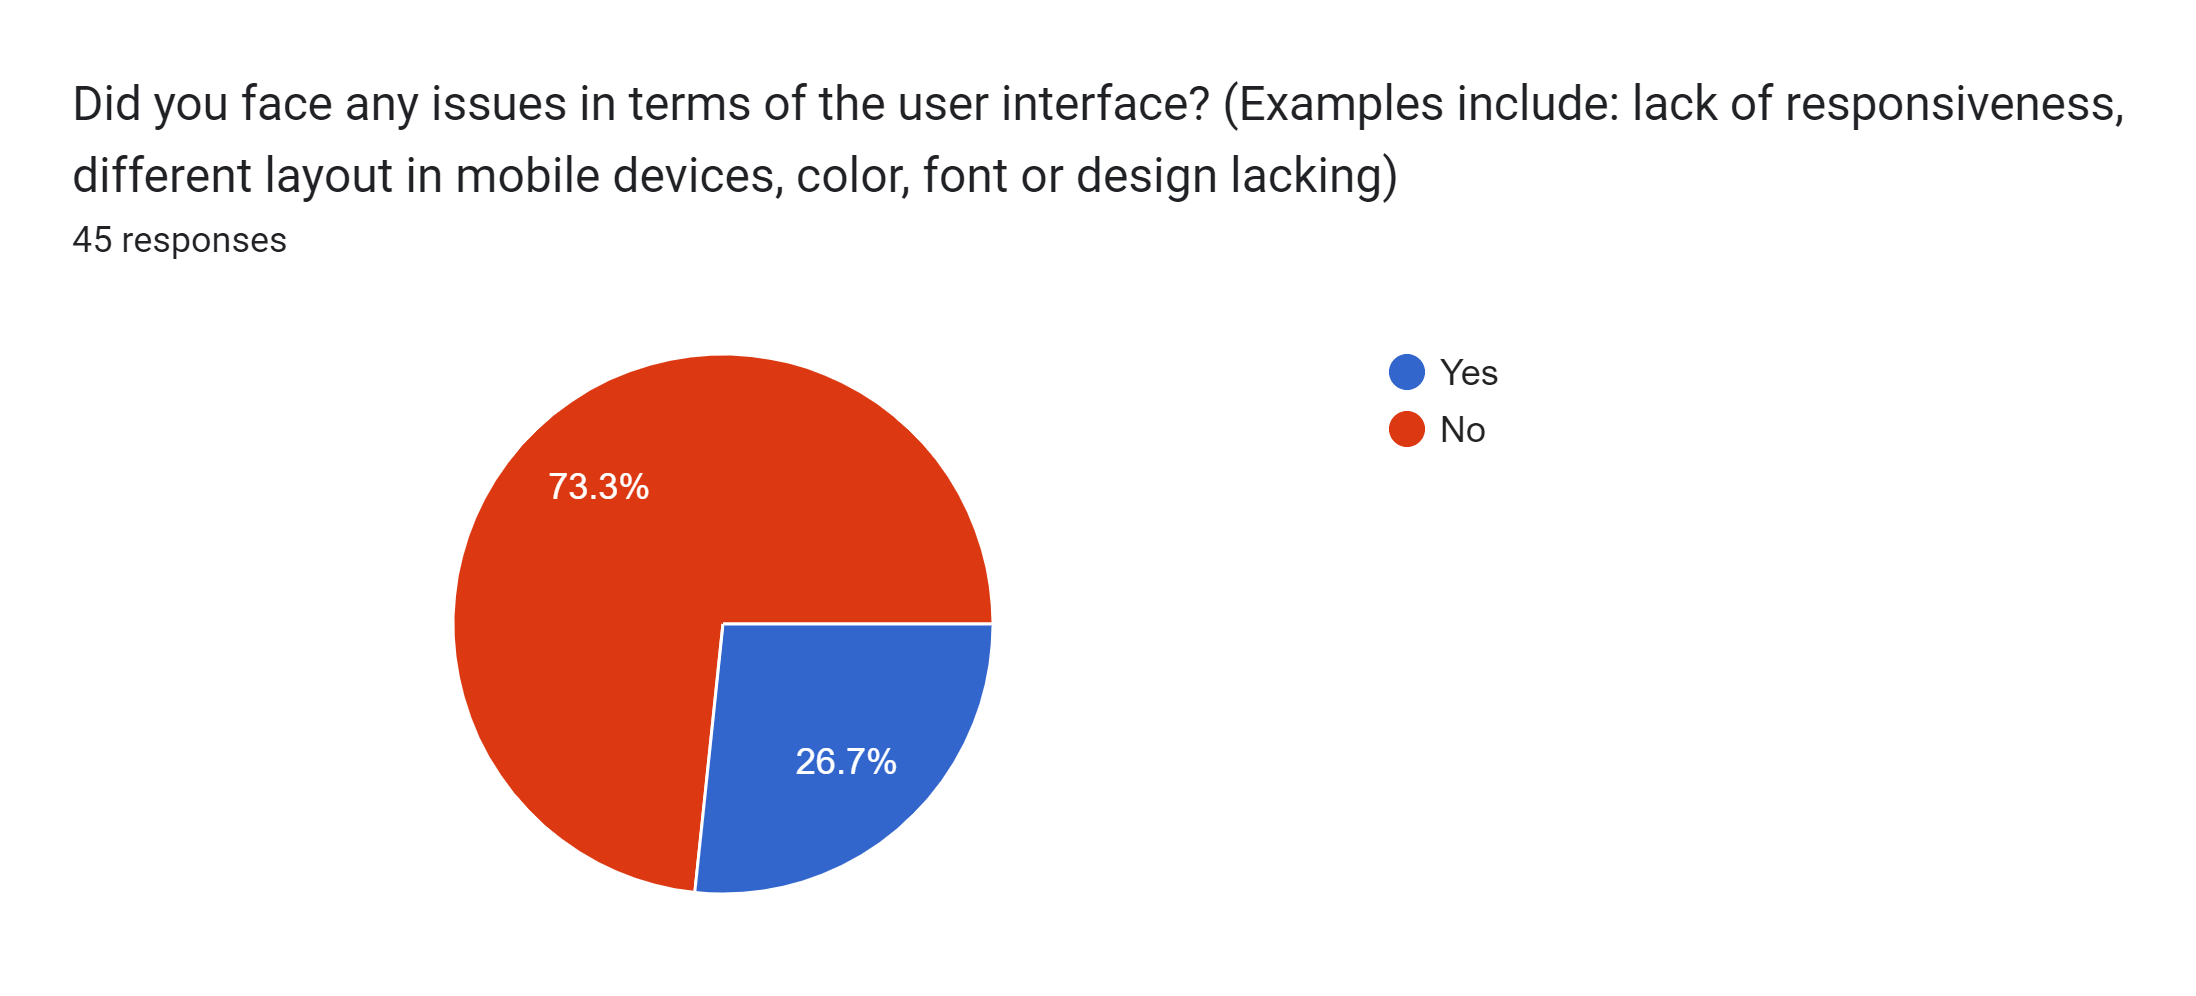 Did you face any issues in terms of the user interface? (Examples include: lack of responsiveness,
different layout in mobile devices, color, font or design lacking)
45 responses
Yes
No
73.3%
26.7%